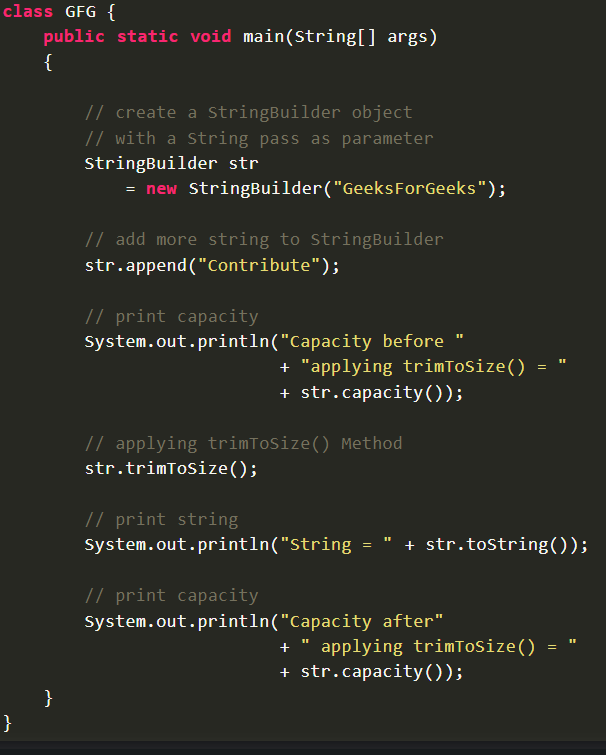 class GFG {
    public static void main(String[] args)
    {

        // create a StringBuilder object
        // with a String pass as parameter
        StringBuilder str
            = new StringBuilder("GeeksForGeeks");

        // add more string to StringBuilder
        str.append("Contribute");

        // print capacity
        System.out.println("Capacity before "
                           + "applying trimToSize() = "
                           + str.capacity());

        // applying trimToSize() Method
        str.trimToSize();

        // print string
        System.out.println("String = " + str.toString());

        // print capacity
        System.out.println("Capacity after"
                           + " applying trimToSize() = "
                           + str.capacity());
    }
}